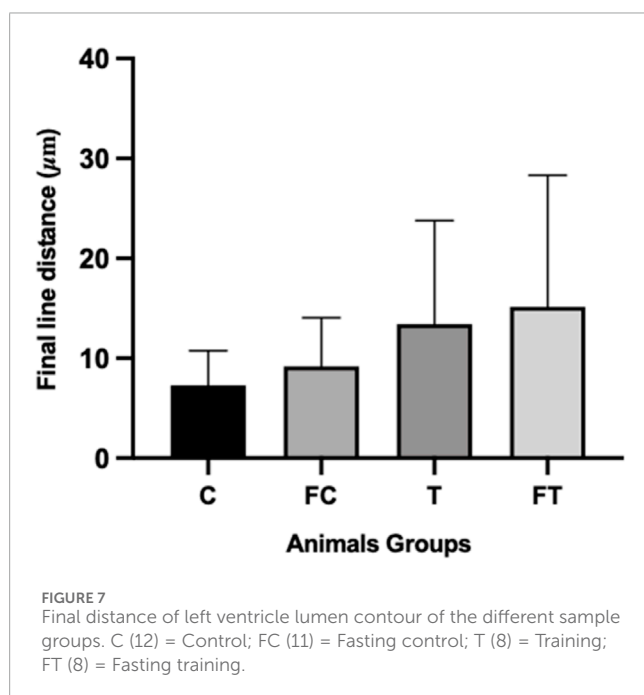 40
30
20
10
0
Final line distance (μm)
C FC T FT
Animals Groups
FIGURE 7
Final distance of left ventricle lumen contour of the different sample
groups. C (12) = Control; FC (11) = Fasting control; T (8) = Training;
FT (8) = Fasting training.